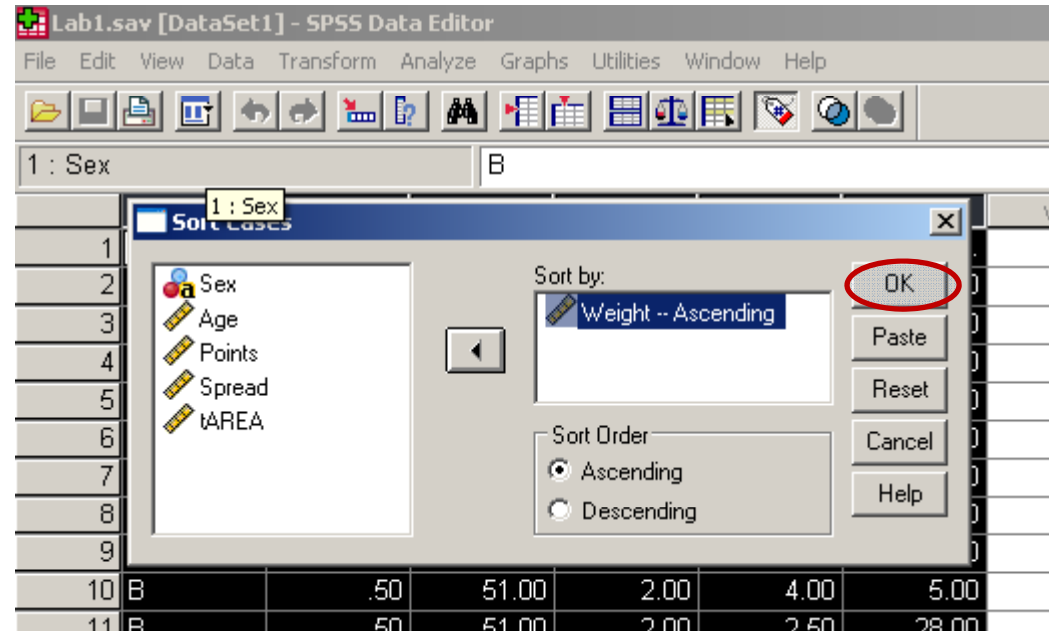 Lab1.sav [DataSet1] - SPSS Data Editor
File Edit View Data Transform Analyze Graphs Utilities Window Help
1 : Sex B
1 : Sex
Sort Cases
1
2
3
4
5
6
7
8
9
Sex
Age
Points
Spread
tAREA
Sort by:
Weight -- Ascending
Sort Order
Ascending
Descending
OK
Paste
Reset
Cancel
Help
10 B .50 51.00 2.00 4.00 5.00
11 B .50 51.00 2.00 2.50 28.00